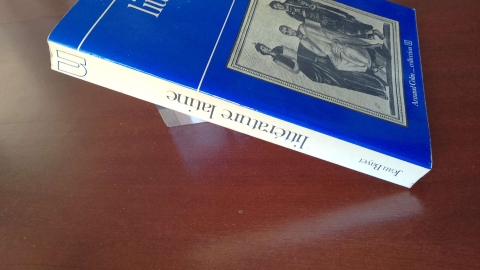 Armand Colin - collection U
littérature latine
Jean Bayet
U